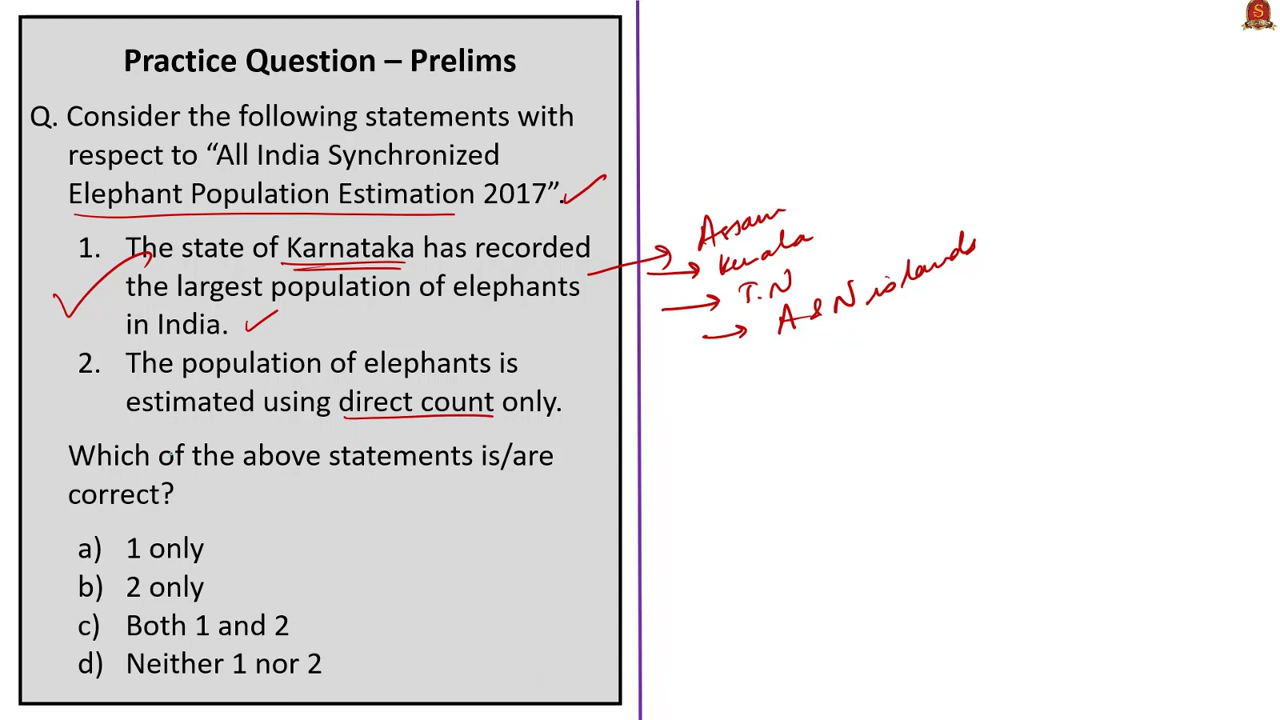 Practice Question – Prelims
Q. Consider the following statements with
respect to “All India Synchronized
Elephant Population Estimation 2017”.
1. The state of Karnataka has recorded
the largest population of elephants
in India.
2. The population of elephants is
estimated using direct count only.
Which of the above statements is/are
correct?
a) 1 only
b) 2 only
c) Both 1 and 2
d) Neither 1 nor 2
Assam
Kerala
T.N
A & N islands